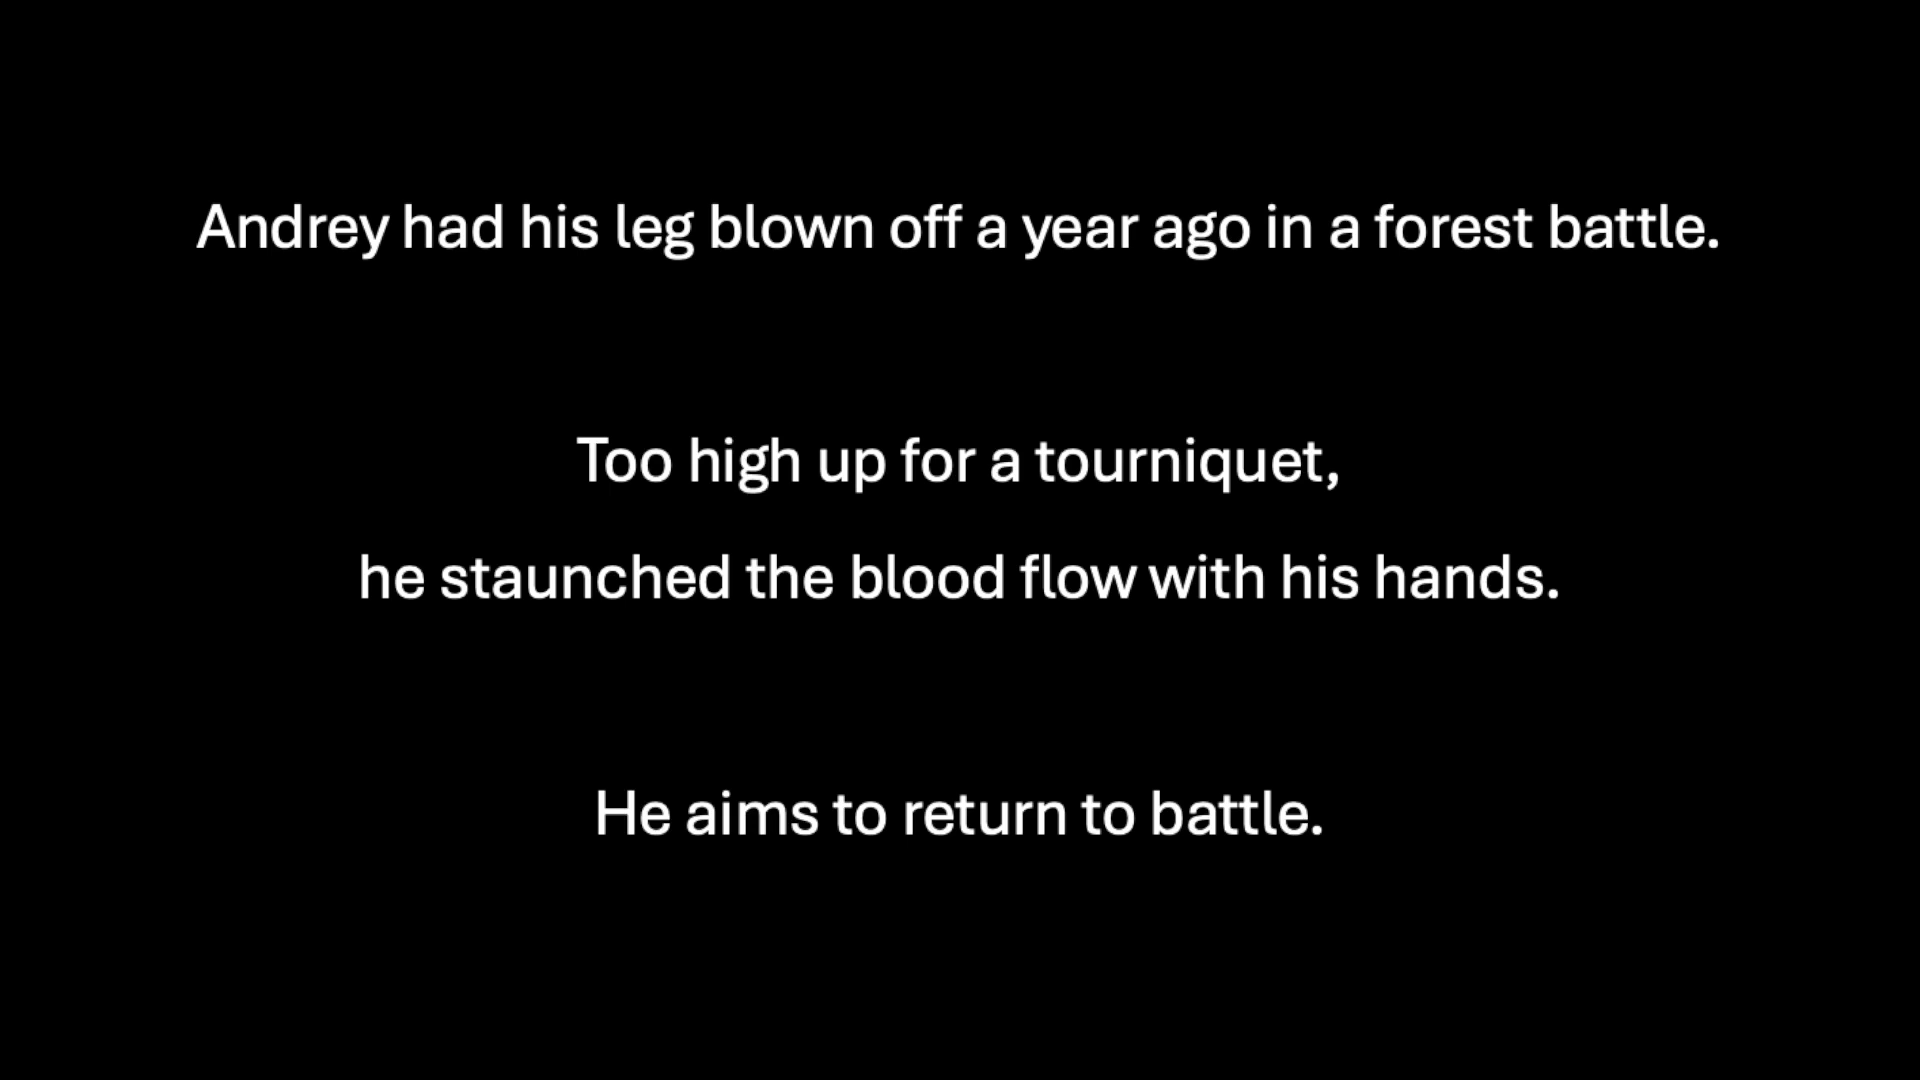 Andrey had his leg blown off a year ago in a forest battle.
Too high up for a tourniquet,
he staunched the blood flow with his hands.
He aims to return to battle.